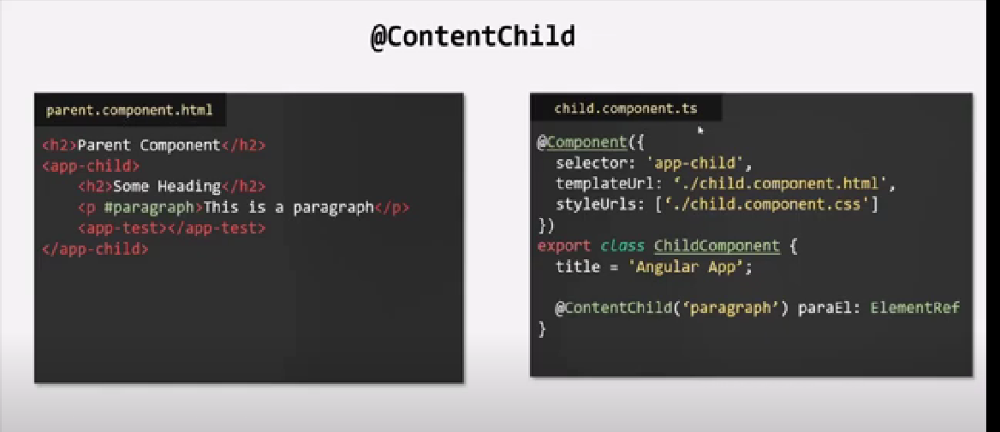 @ContentChild
parent.component.html
<h2>Parent Component</h2>
<app-child>
<h2>Some Heading</h2>
<p #paragraph>This is a paragraph</p>
<app-test></app-test>
</app-child>
child.component.ts
@Component({
selector: 'app-child',
templateUrl: ‘./child.component.html',
styleUrls: [‘./child.component.css']
})
export class ChildComponent {
title = 'Angular App’;
@ContentChild(‘paragraph’) paraEl: ElementRef
}